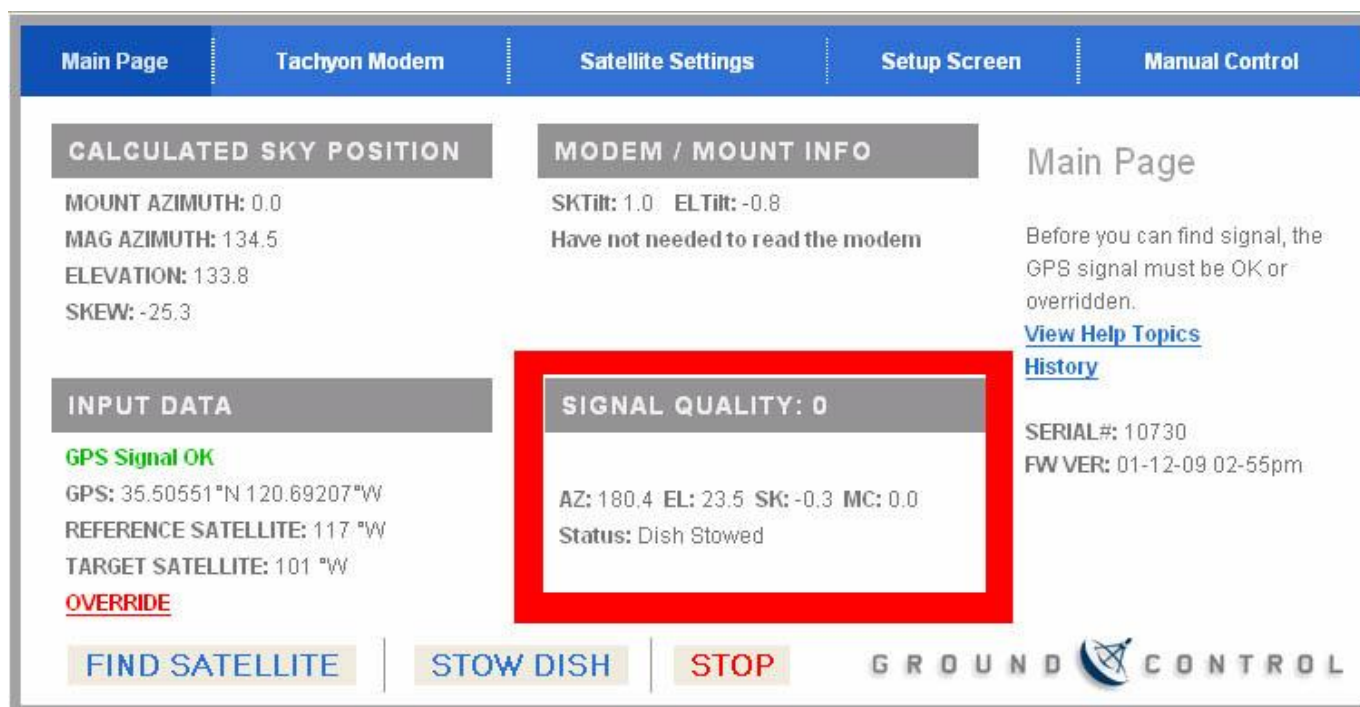 Main Page
Tachyon Modem
Satellite Settings
Setup Screen
Manual Control
CALCULATED SKY POSITION
MOUNT AZIMUTH: 0.0
MAG AZIMUTH: 134.5
ELEVATION: 133.8
SKEW: -25.3
MODEM / MOUNT INFO
SKTilt: 1.0 ELTilt: -0.8
Have not needed to read the modem
Main Page
Before you can find signal, the
GPS signal must be OK or
overridden.
View Help Topics
History
SERIAL#: 10730
FW VER: 01-12-09 02-55pm
INPUT DATA
GPS Signal OK
GPS: 35.50551°N 120.69207°W
REFERENCE SATELLITE: 117 °W
TARGET SATELLITE: 101 °W
OVERRIDE
SIGNAL QUALITY: 0
AZ: 180.4 EL: 23.5 SK: -0.3 MC: 0.0
Status: Dish Stowed
FIND SATELLITE
STOW DISH
STOP
GROUND CONTROL